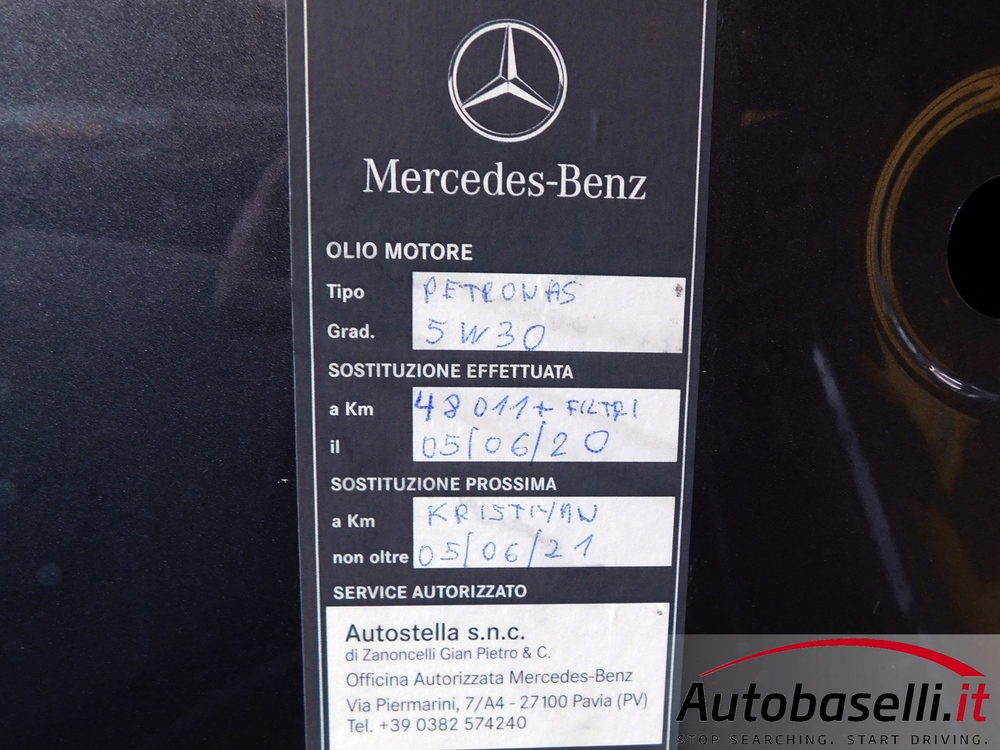 Mercedes-Benz
OLIO MOTORE
Tipo PETRONAS
Grad. 5W30
SOSTITUZIONE EFFETTUATA
a Km 48011 + FILTRI
il 05/06/20
SOSTITUZIONE PROSSIMA
a Km KRISTIYAN
non oltre 05/06/21
SERVICE AUTORIZZATO
Autostella s.n.c.
di Zanoncelli Gian Pietro & C.
Officina Autorizzata Mercedes-Benz
Via Piermarini, 7/A4 - 27100 Pavia (PV)
Tel. +39 0382 574240
Autobaselli.it
STOP SEARCHING. START DRIVING.